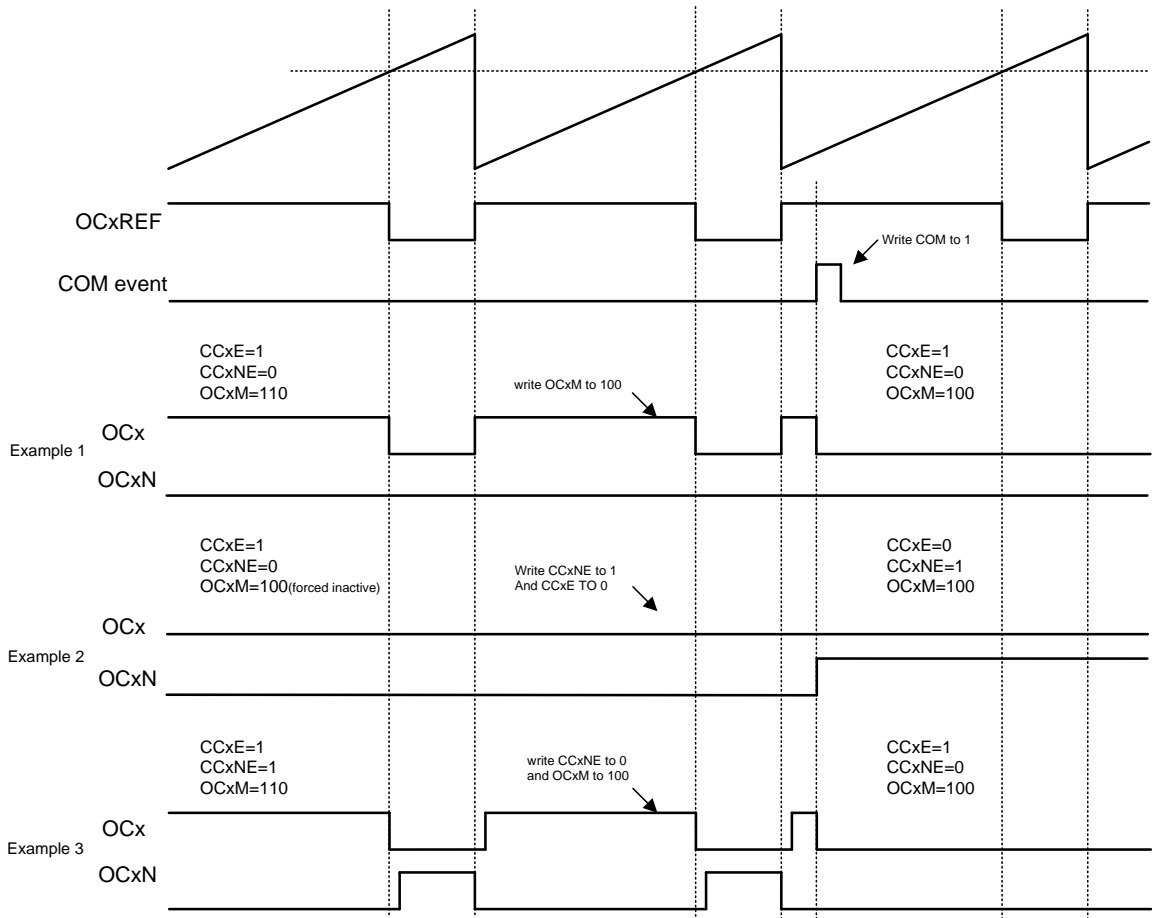 OCxREF
Write COM to 1
COM event
CCxE=1
CCxNE=0
OCxM=110
write OCxM to 100
CCxE=1
CCxNE=0
OCxM=100
Example 1
OCx
OCxN
CCxE=1
CCxNE=0
OCxM=100(forced inactive)
Write CCxNE to 1
And CCxE TO 0
CCxE=0
CCxNE=1
OCxM=100
Example 2
OCx
OCxN
CCxE=1
CCxNE=1
OCxM=110
write CCxNE to 0
and OCxM to 100
CCxE=1
CCxNE=0
OCxM=100
Example 3
OCx
OCxN